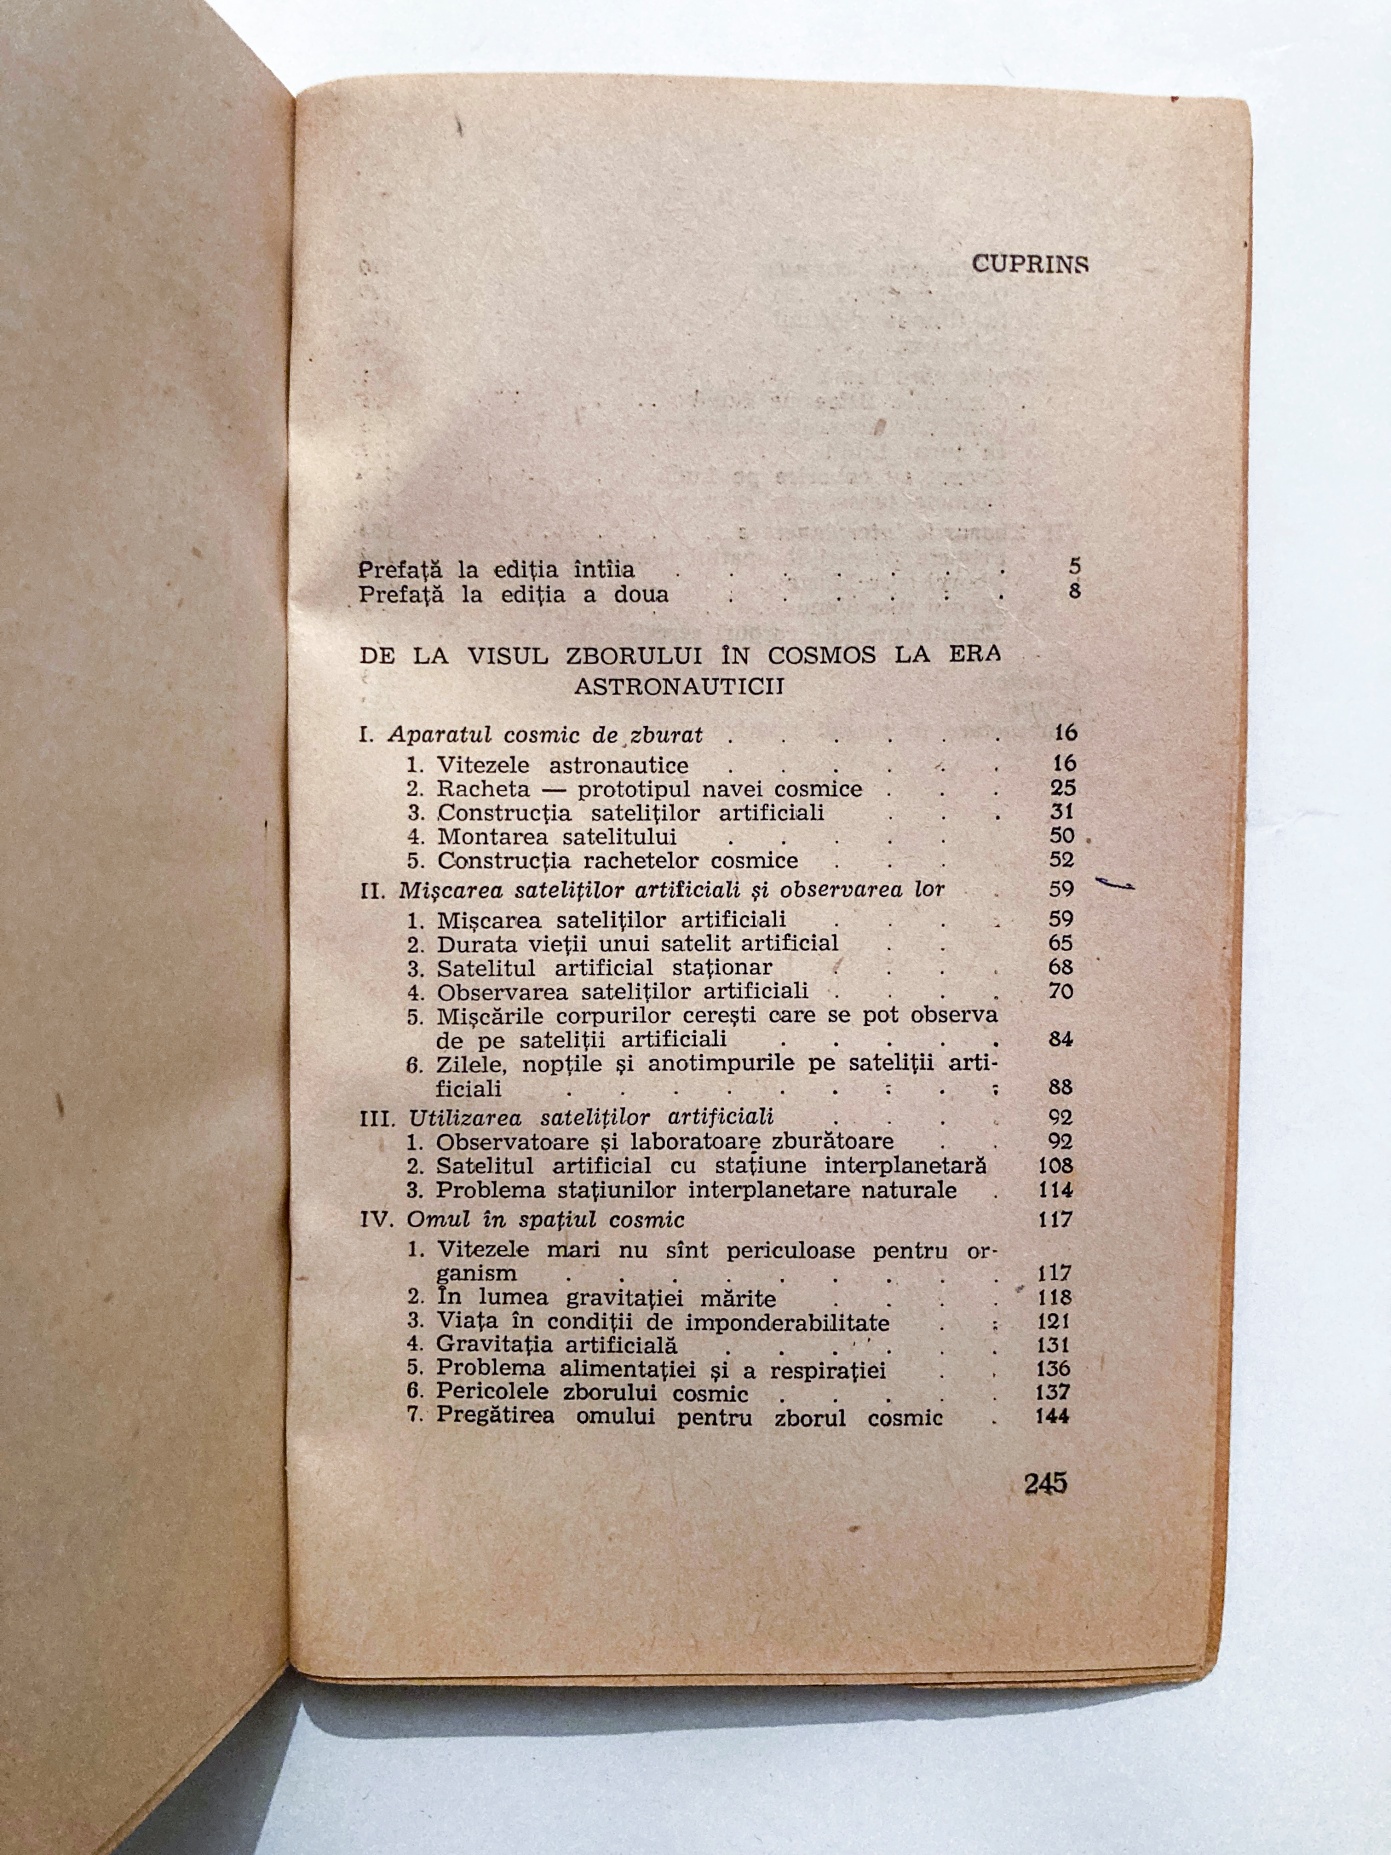 CUPRINS
Prefață la ediția întîia . . . . . . . 5
Prefață la ediția a doua . . . . . . 8
DE LA VISUL ZBORULUI ÎN COSMOS LA ERA
ASTRONAUTICII
I. Aparatul cosmic de zburat . . . . . . 16
1. Vitezele astronautice . . . . . . 16
2. Racheta — prototipul navei cosmice . . . 25
3. Construcția sateliților artificiali . . . 31
4. Montarea satelitului . . . . . 50
5. Construcția rachetelor cosmice . . . 52
II. Mișcarea sateliților artificiali și observarea lor . 59
1. Mișcarea sateliților artificiali . . . . 59
2. Durata vieții unui satelit artificial . . 65
3. Satelitul artificial staționar . . . . 68
4. Observarea sateliților artificiali . . . . 70
5. Mișcările corpurilor cerești care se pot observa
de pe sateliții artificiali . . . . . 84
6. Zilele, nopțile și anotimpurile pe sateliții arti-
ficiali . . . . . . . . . 88
III. Utilizarea sateliților artificiali . . . . 92
1. Observatoare și laboratoare zburătoare . . 92
2. Satelitul artificial cu stațiune interplanetară 108
3. Problema stațiunilor interplanetare naturale . 114
IV. Omul în spațiul cosmic 117
1. Vitezele mari nu sînt periculoase pentru or-
ganism . . . . . . . . . 117
2. În lumea gravitației mărite . . . . 118
3. Viața în condiții de imponderabilitate . . 121
4. Gravitația artificială . . . . . . 131
5. Problema alimentației și a respirației . . 136
6. Pericolele zborului cosmic . . . . . 137
7. Pregătirea omului pentru zborul cosmic . 144
245